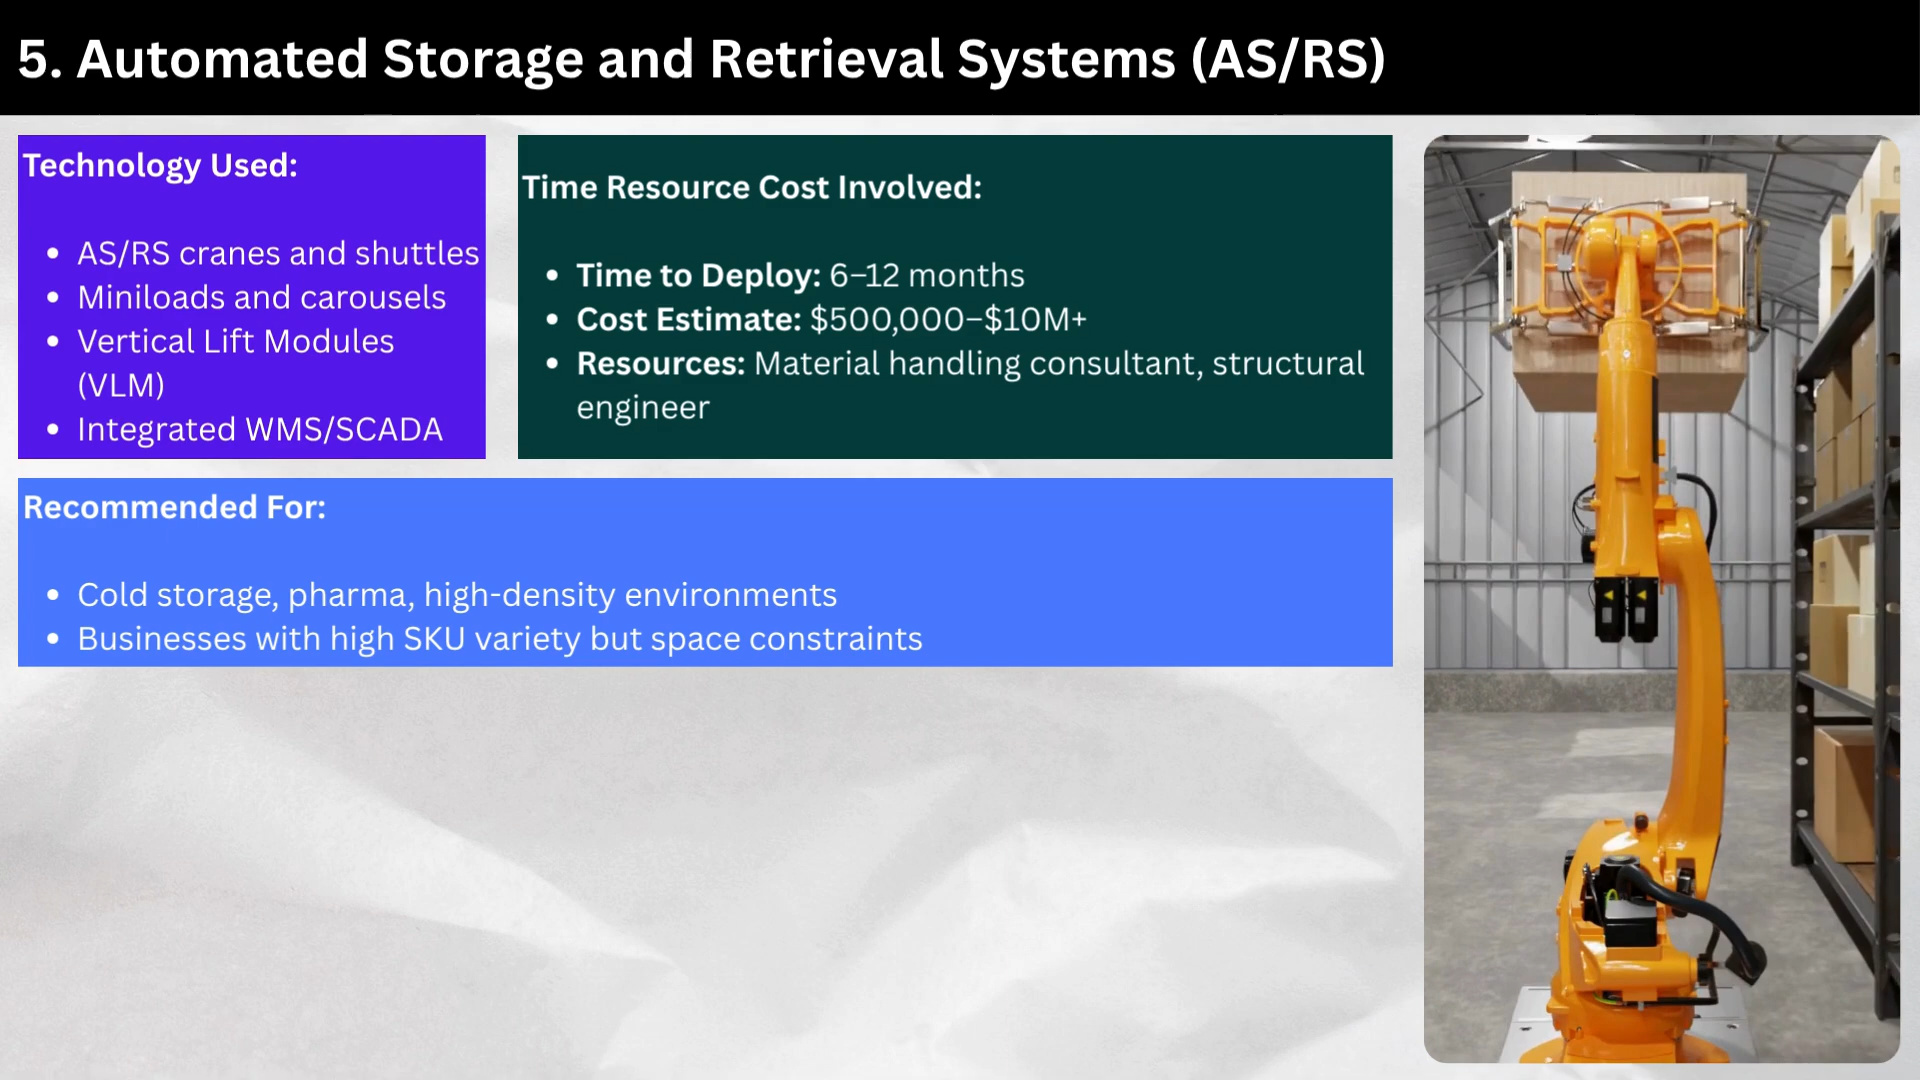 5. Automated Storage and Retrieval Systems (AS/RS)
Technology Used:
• AS/RS cranes and shuttles
• Miniloads and carousels
• Vertical Lift Modules
(VLM)
• Integrated WMS/SCADA
Time Resource Cost Involved:
• Time to Deploy: 6–12 months
• Cost Estimate: $500,000–$10M+
• Resources: Material handling consultant, structural
engineer
Recommended For:
• Cold storage, pharma, high-density environments
• Businesses with high SKU variety but space constraints